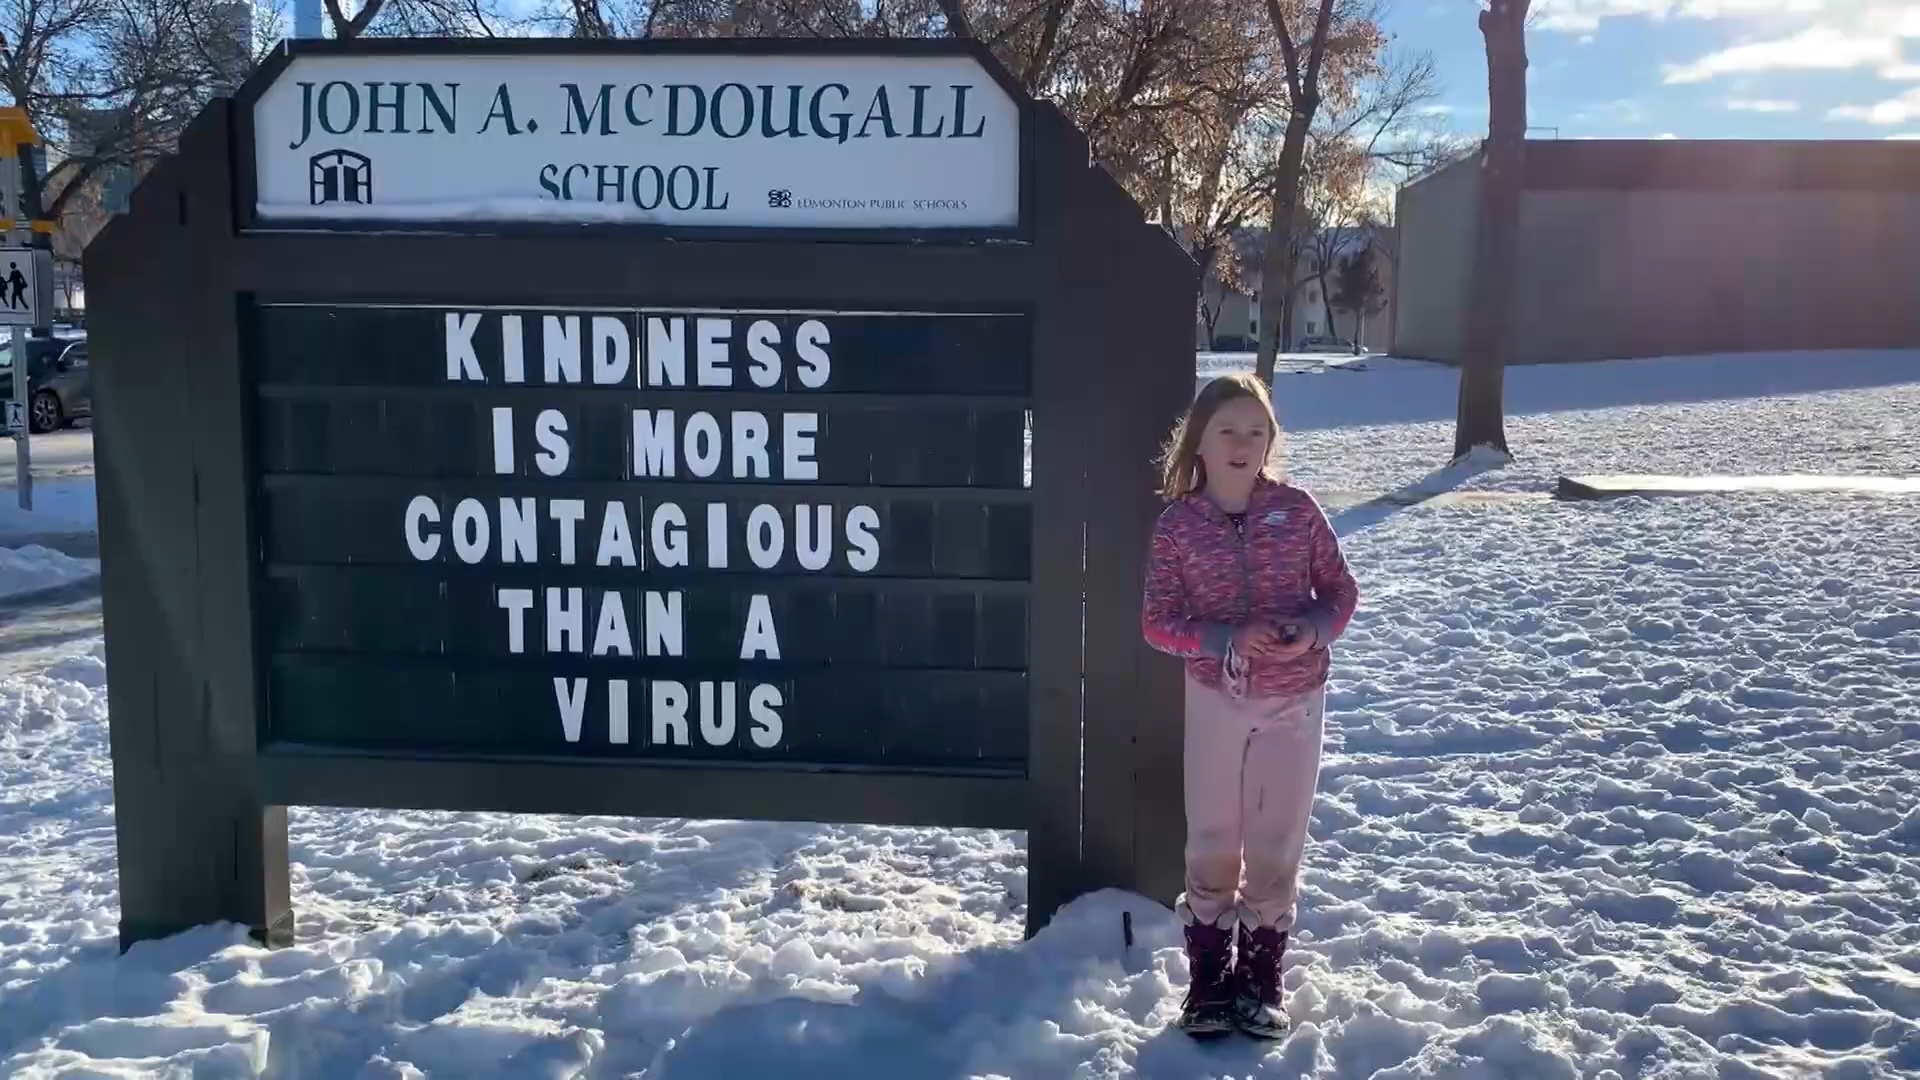 JOHN A. McDOUGALL
SCHOOL
EDMONTON PUBLIC SCHOOLS
KINDNESS
IS MORE
CONTAGIOUS
THAN A
VIRUS